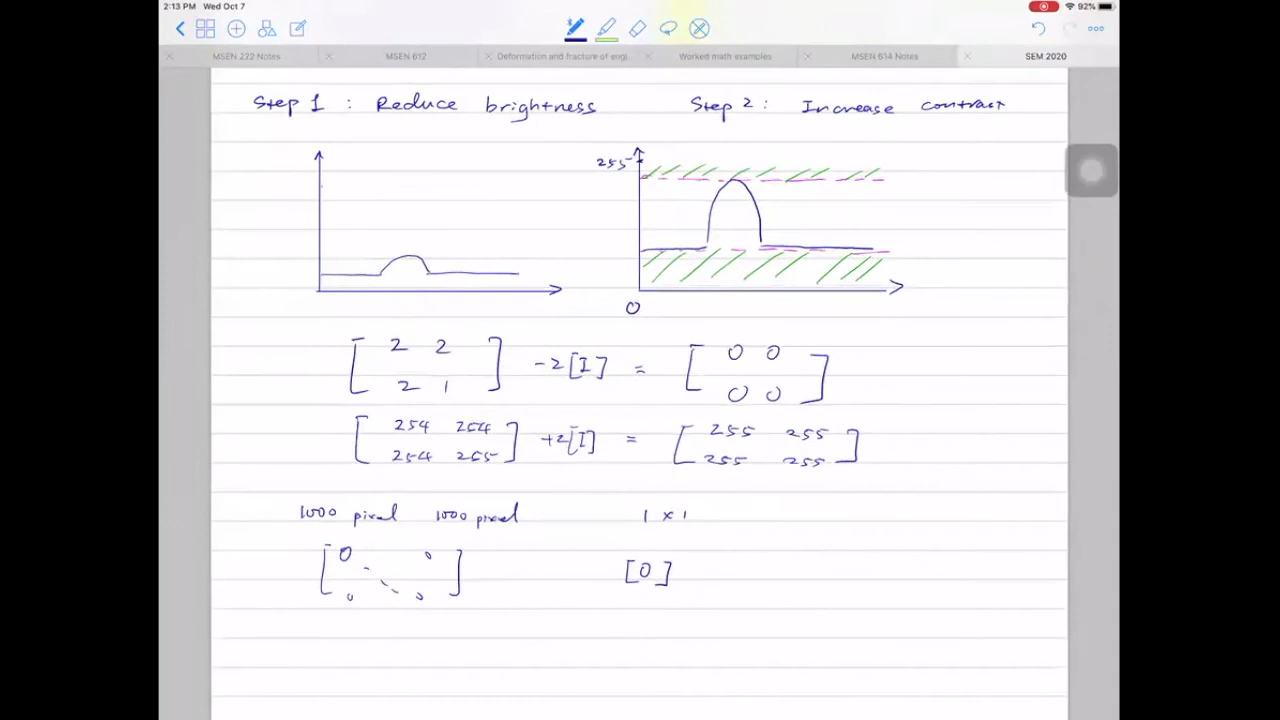 2:13 PM Wed Oct 7 92%
MSEN 222 Notes MSEN 612 Deformation and fracture of engi Worked math examples MSEN 614 Notes SEM 2020
Step 1 : Reduce brightness Step 2 : Increase contrast
255
0
[ 2 2 -2[I] = [ 0 0
2 1 ] 0 0 ]
[ 254 254 +2[I] = [ 255 255
254 255 ] 255 255 ]
1000 pixel 1000 pixel 1 x 1
[ 0 0
0 0 ] [0]